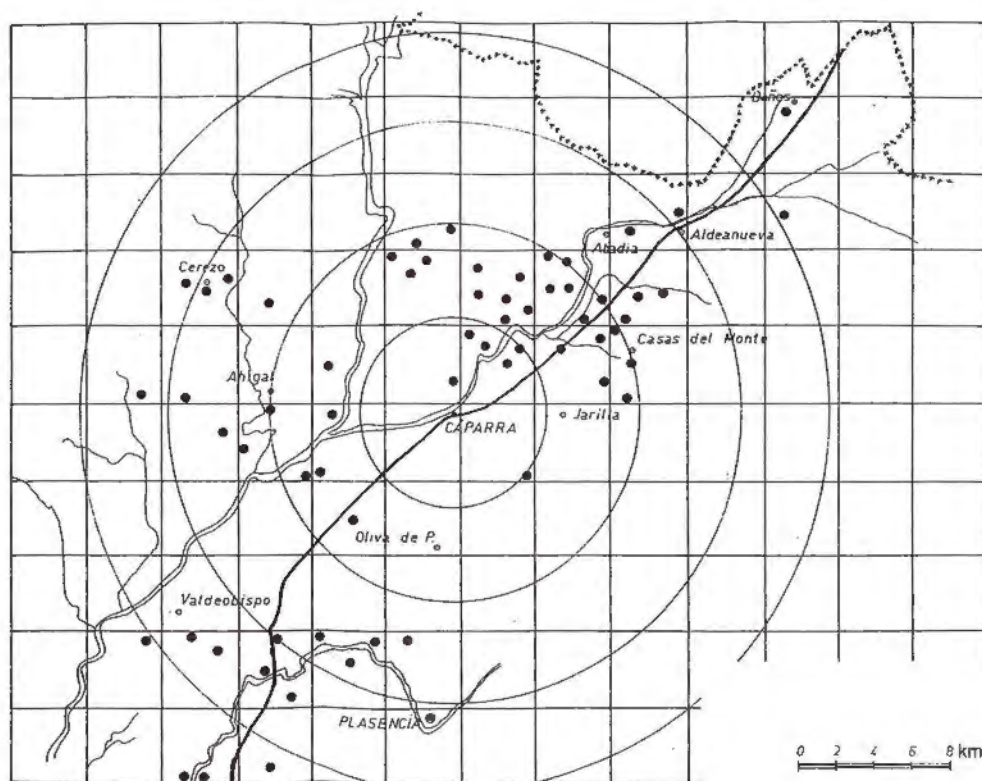 Baños
Abadia
Aldeanueva
Cerezo
Casas del Monte
Ahigal
Jarilla
CAPARRA
Oliva de P.
Valdeobispo
PLASENCIA
0 2 4 6 8 km